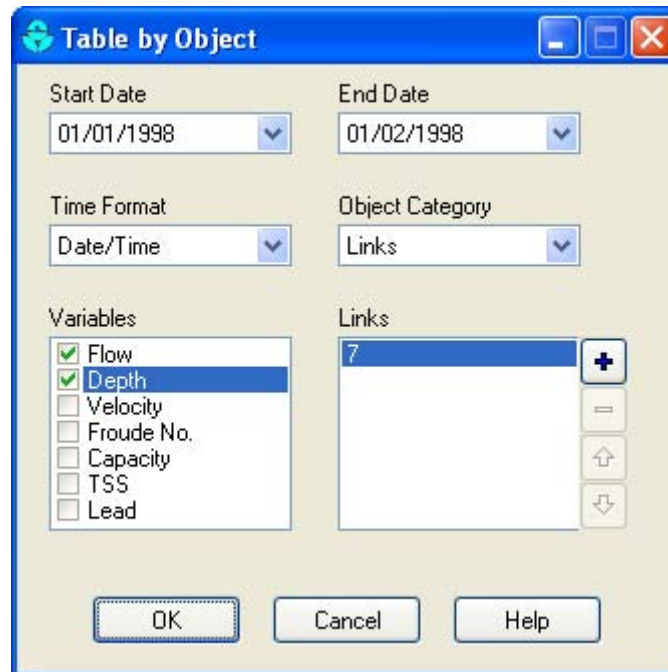 Table by Object
Start Date
End Date
01/01/1998
01/02/1998
Time Format
Object Category
Date/Time
Links
Variables
Links
Flow
Depth
Velocity
Froude No.
Capacity
TSS
Lead
7
OK
Cancel
Help